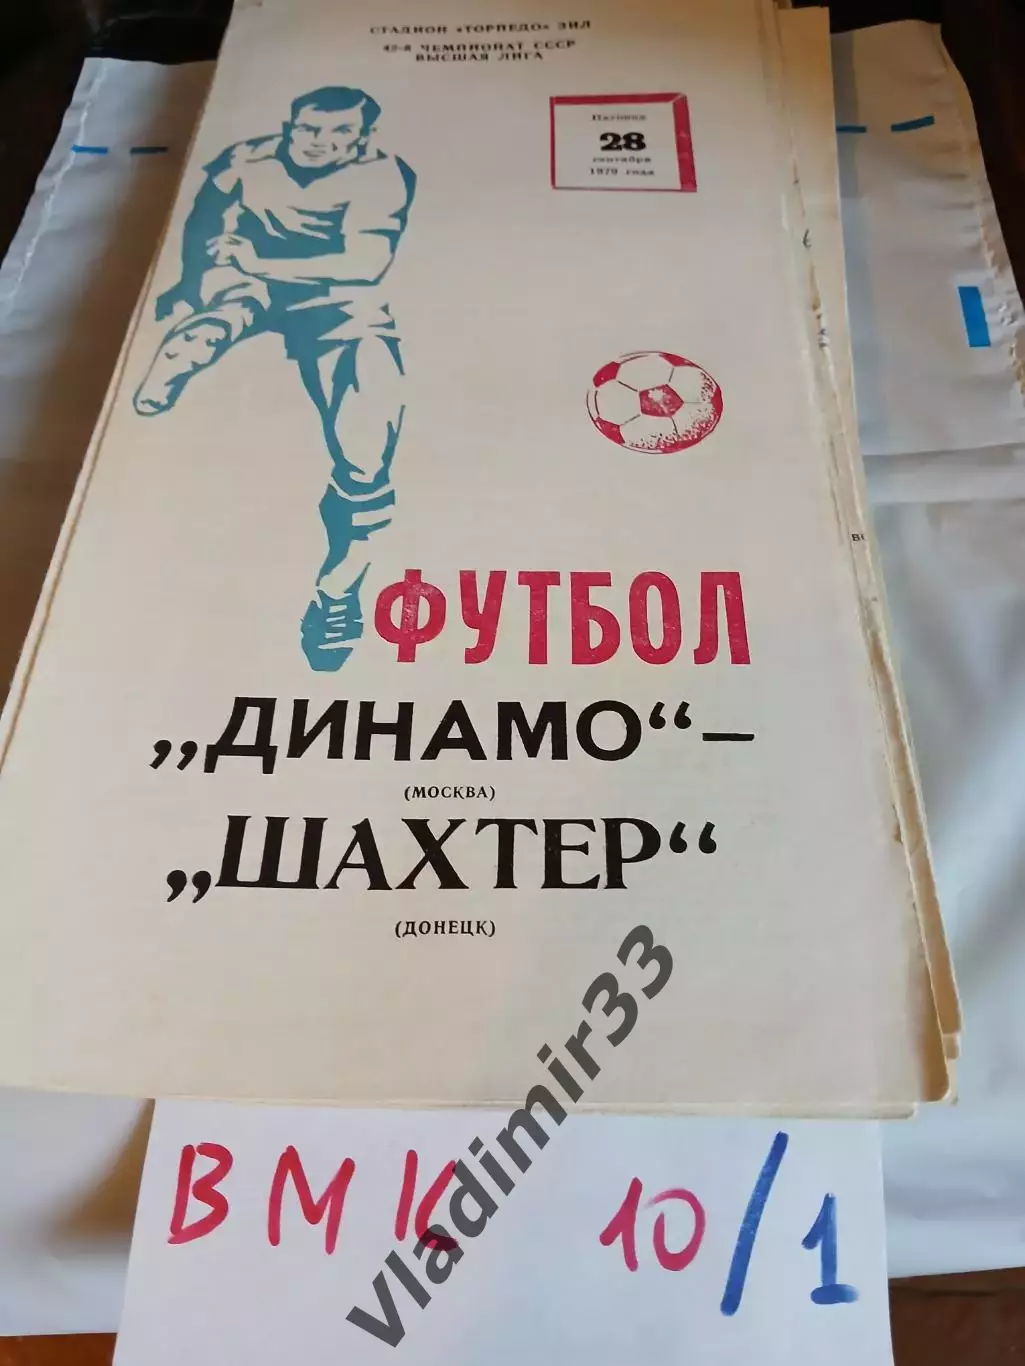 СТАДИОН «ТОРПЕДО» ЗИЛ
42-й ЧЕМПИОНАТ СССР
ВЫСШАЯ ЛИГА
Пятница
28
сентября
1979 года
ФУТБОЛ
„ДИНАМО“ —
(МОСКВА)
„ШАХТЕР“
(ДОНЕЦК)
ВМК 10/1
Vladimir33